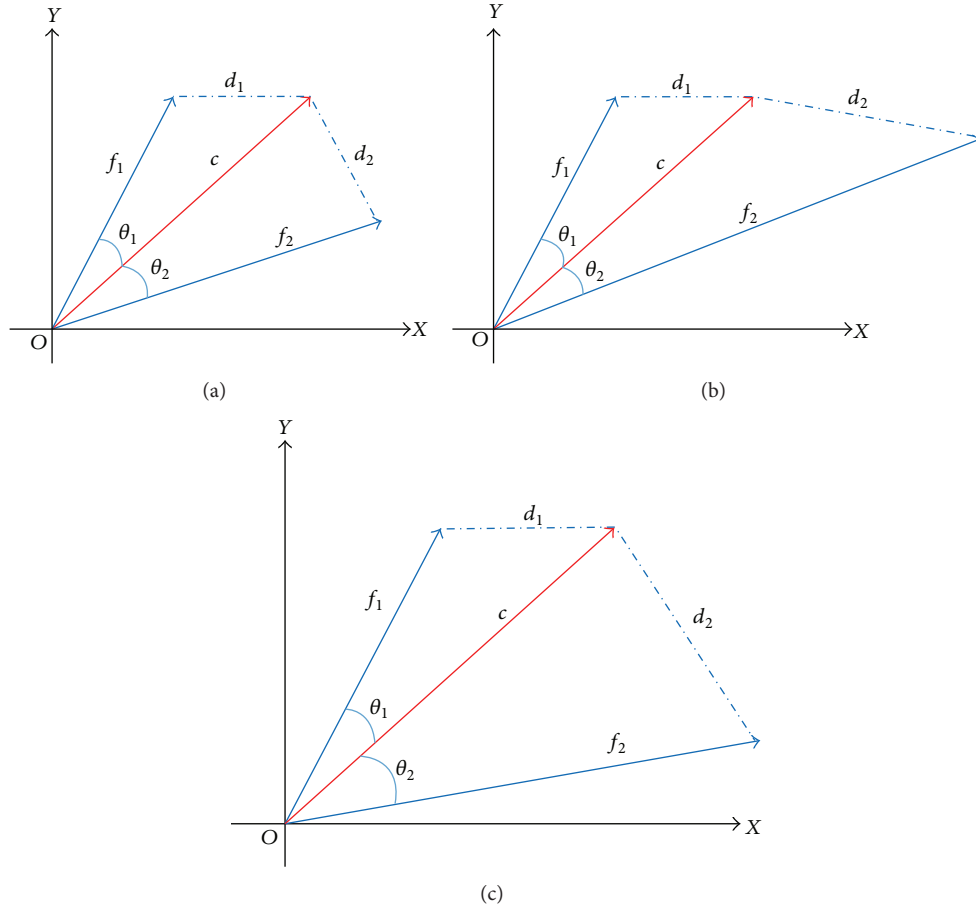 Y
d₁
f₁
c
d₂
θ₁
θ₂
f₂
O
X
(a)
Y
d₁
d₂
f₁
c
f₂
θ₁
θ₂
O
X
(b)
Y
d₁
f₁
c
d₂
θ₁
f₂
θ₂
O
X
(c)